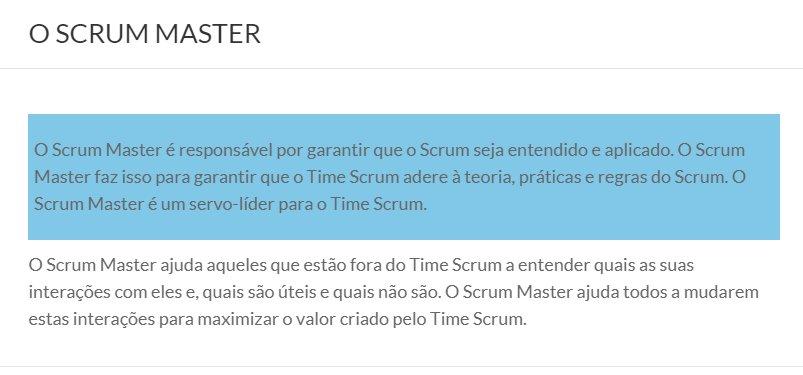 O SCRUM MASTER
O Scrum Master é responsável por garantir que o Scrum seja entendido e aplicado. O Scrum
Master faz isso para garantir que o Time Scrum adere à teoria, práticas e regras do Scrum. O
Scrum Master é um servo-líder para o Time Scrum.
O Scrum Master ajuda aqueles que estão fora do Time Scrum a entender quais as suas
interações com eles e, quais são úteis e quais não são. O Scrum Master ajuda todos a mudarem
estas interações para maximizar o valor criado pelo Time Scrum.